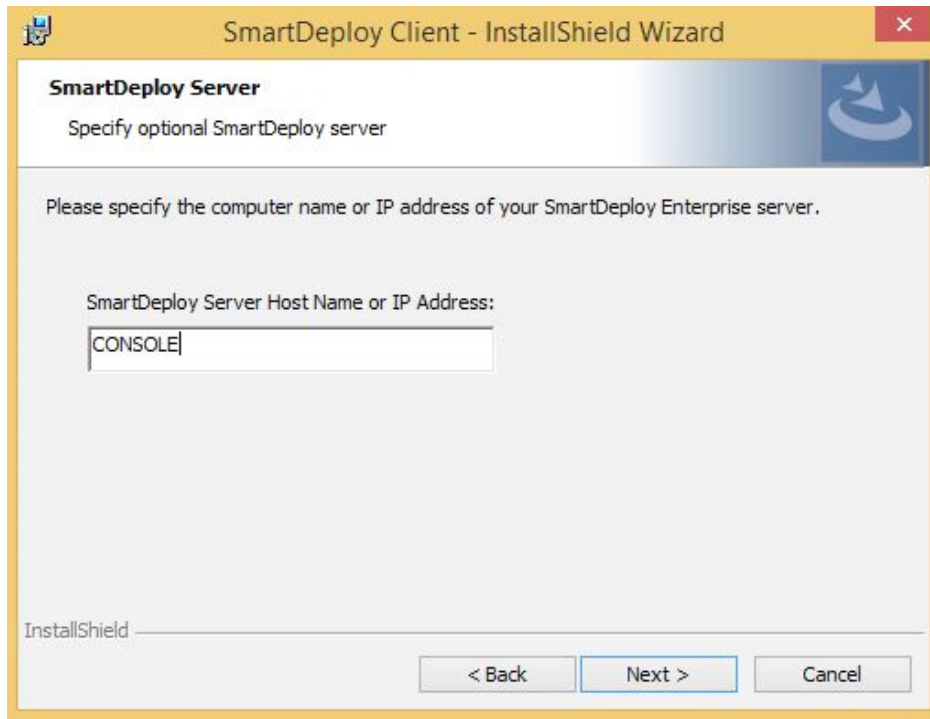 SmartDeploy Client - InstallShield Wizard
SmartDeploy Server
Specify optional SmartDeploy server
Please specify the computer name or IP address of your SmartDeploy Enterprise server.
SmartDeploy Server Host Name or IP Address:
CONSOLE
InstallShield
< Back Next > Cancel